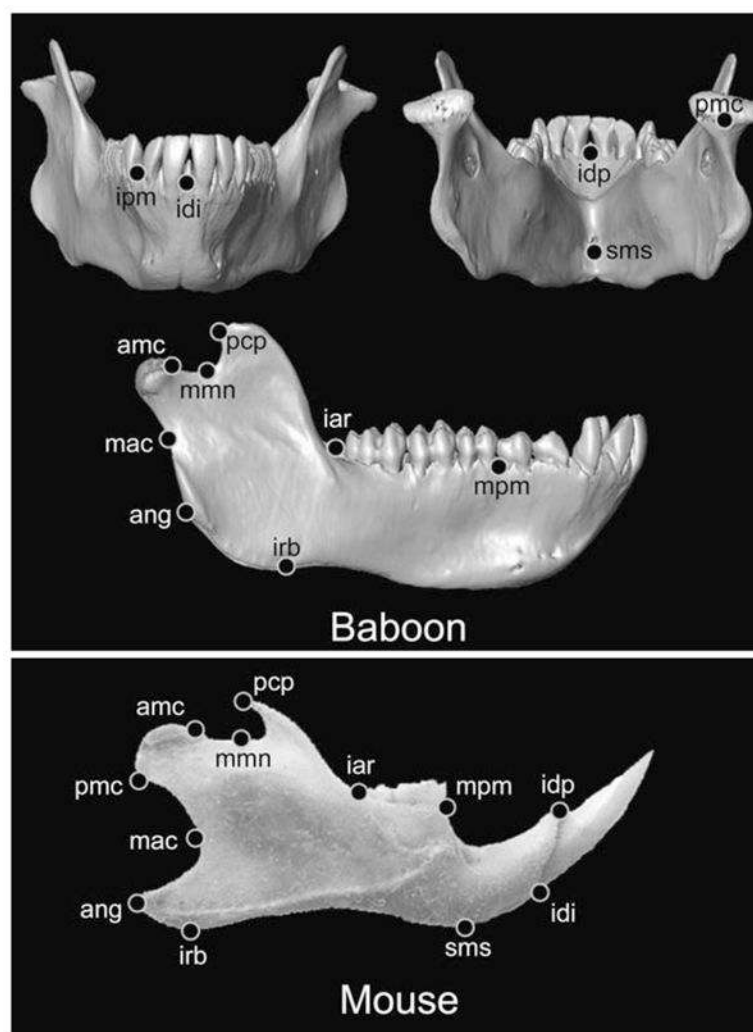 pmc
ipm
idi
idp
sms
amc
pcp
mmn
mac
iar
mpm
ang
irb
Baboon
pcp
amc
mmn
iar
pmc
mpm
idp
mac
ang
idi
irb
sms
Mouse